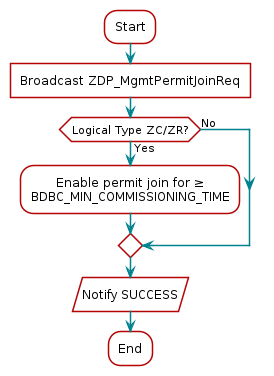 Start
Broadcast ZDP_MgmtPermitJoinReq
Logical Type ZC/ZR?
No
Yes
Enable permit join for ≥
BDBC_MIN_COMMISSIONING_TIME
Notify SUCCESS
End